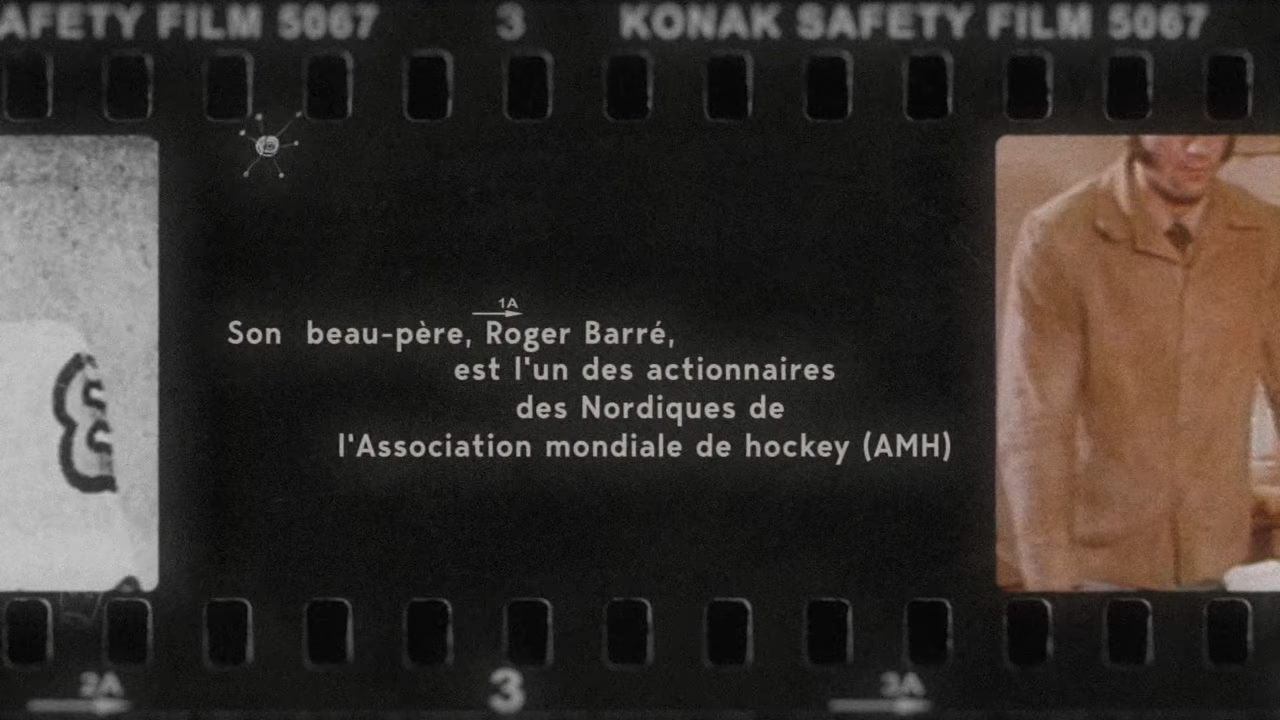 AFETY FILM 5067 3 KONAK SAFETY FILM 5067
1A
Son beau-père, Roger Barré,
est l'un des actionnaires
des Nordiques de
l'Association mondiale de hockey (AMH)
2A 3 3A